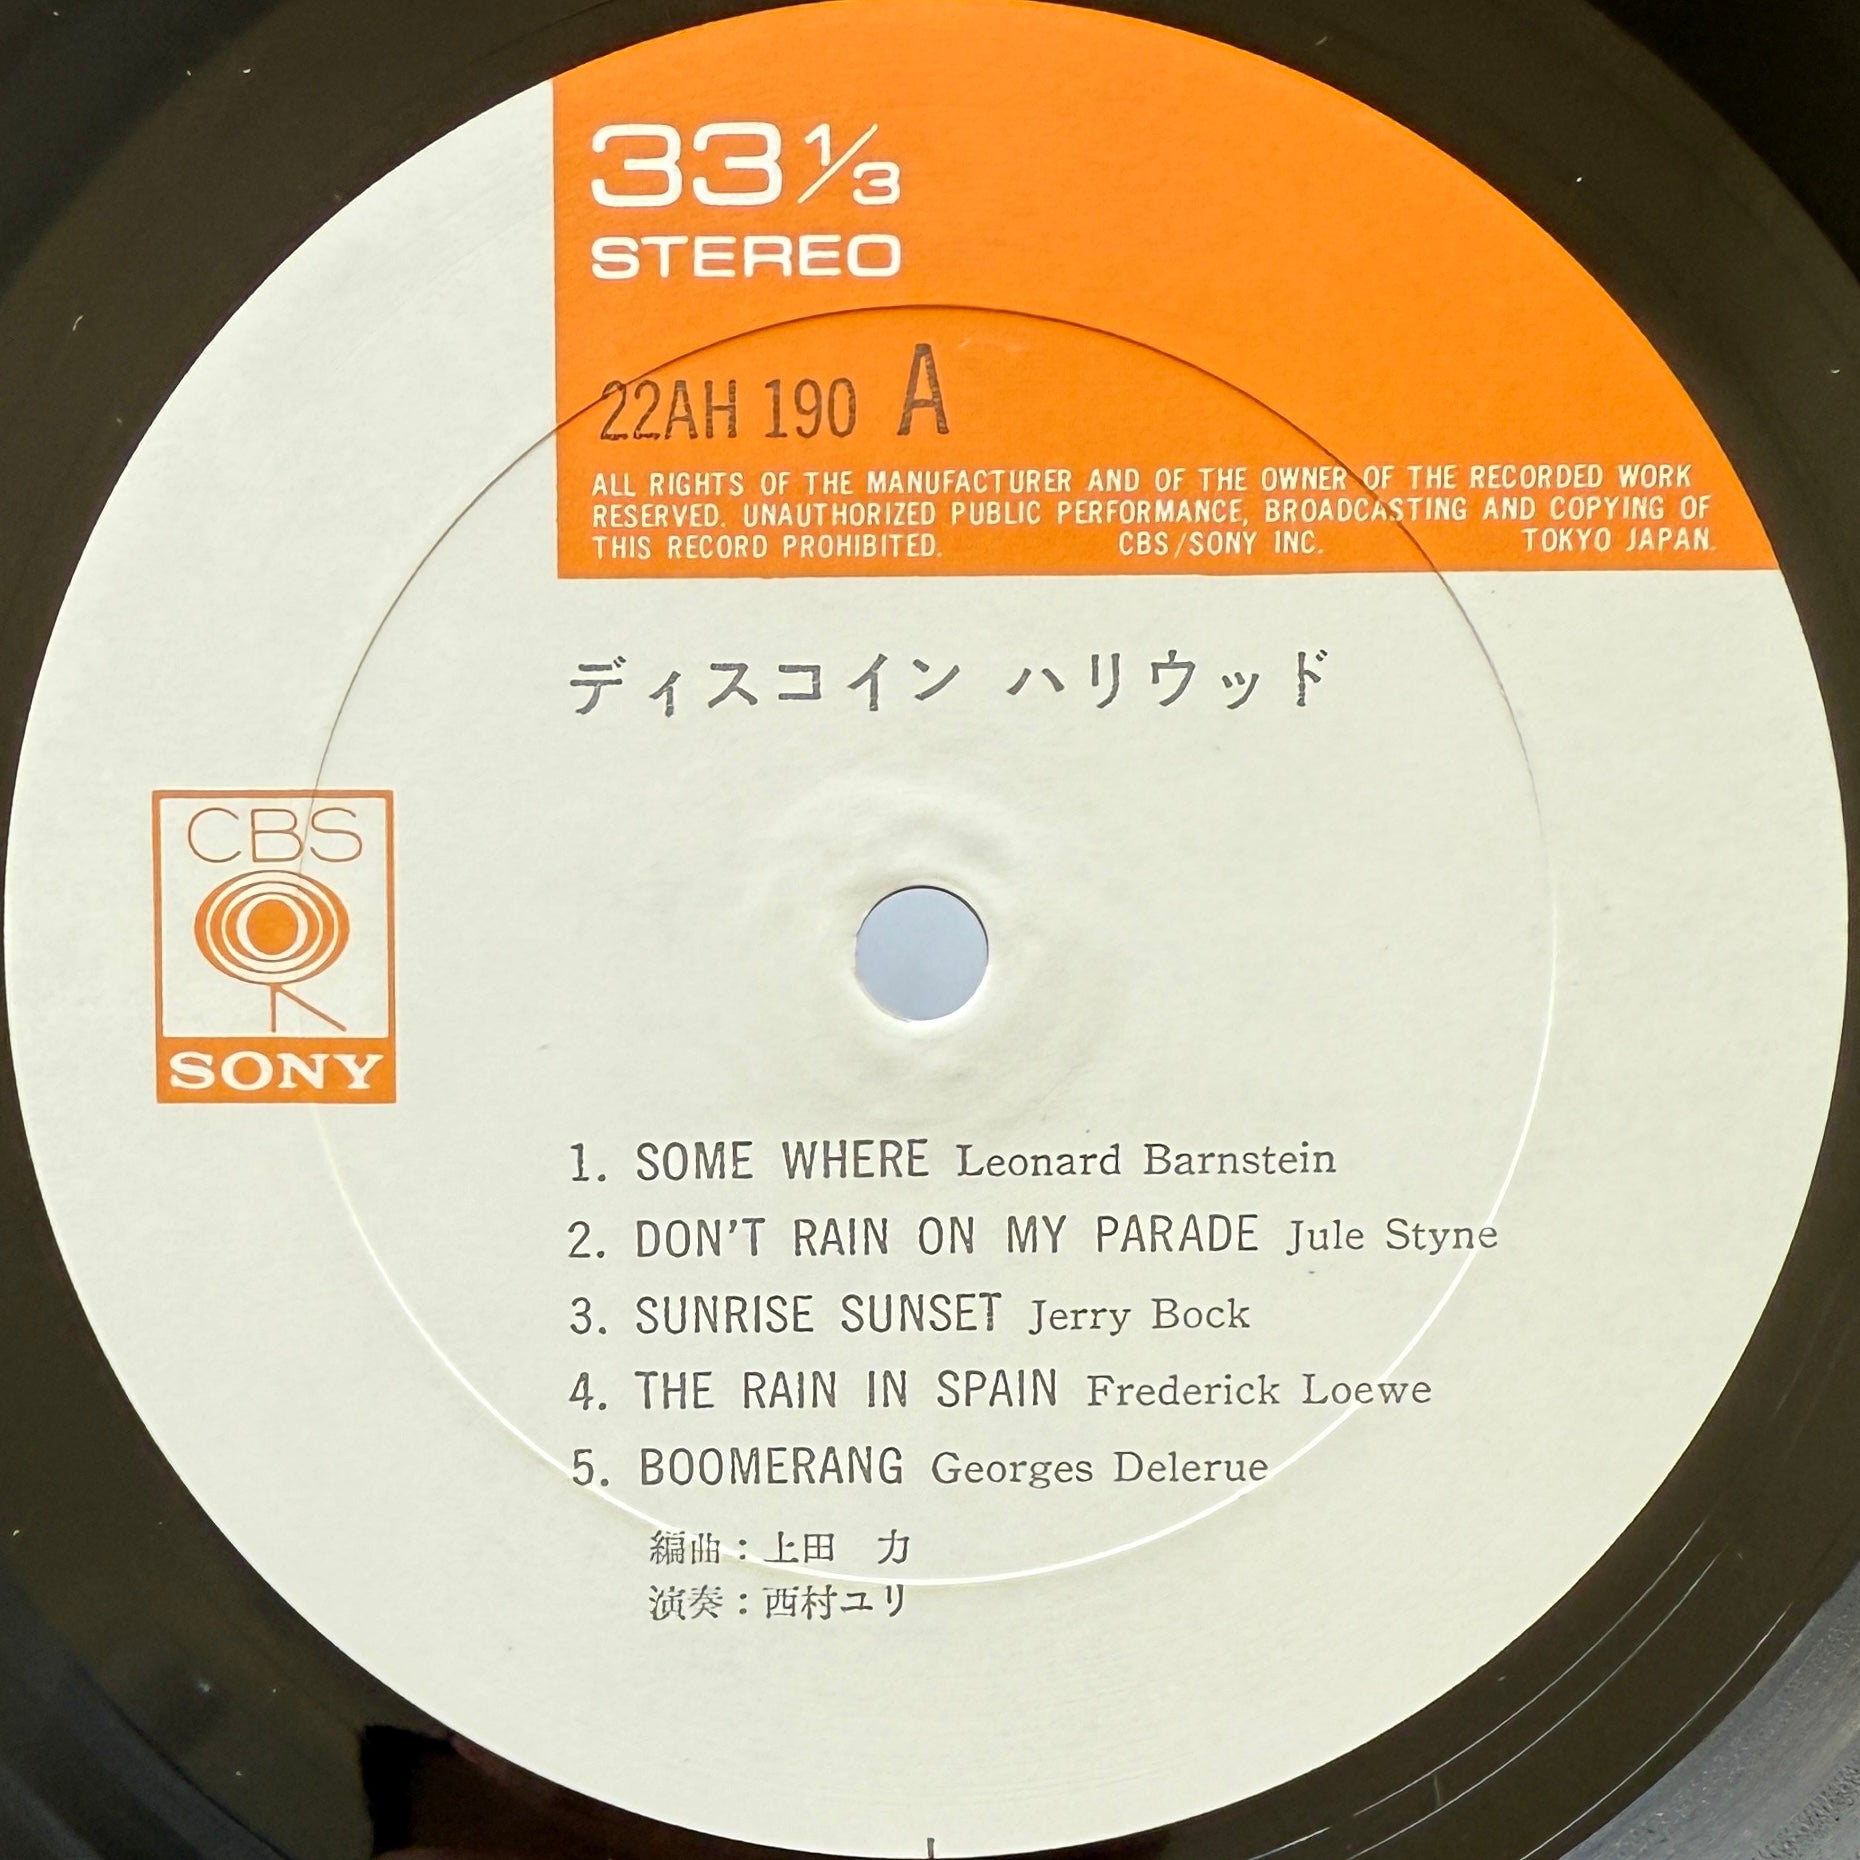 33 1/3
STEREO
22AH 190 A
ALL RIGHTS OF THE MANUFACTURER AND OF THE OWNER OF THE RECORDED WORK
RESERVED. UNAUTHORIZED PUBLIC PERFORMANCE, BROADCASTING AND COPYING OF
THIS RECORD PROHIBITED. CBS/SONY INC. TOKYO JAPAN.
ディスコイン ハリウッド
CBS
SONY
1. SOME WHERE Leonard Barnstein
2. DON'T RAIN ON MY PARADE Jule Styne
3. SUNRISE SUNSET Jerry Bock
4. THE RAIN IN SPAIN Frederick Loewe
5. BOOMERANG Georges Delerue
編曲：上田　力
演奏：西村ユリ